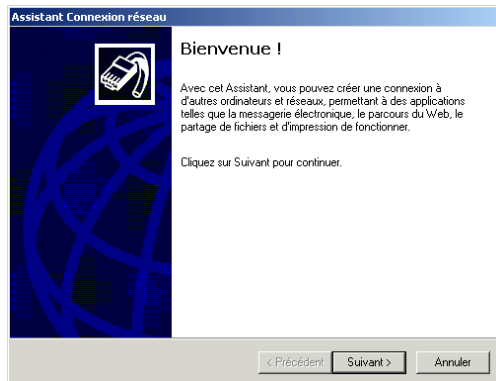 Assistant Connexion réseau
Bienvenue !
Avec cet Assistant, vous pouvez créer une connexion à
d'autres ordinateurs et réseaux, permettant à des applications
telles que la messagerie électronique, le parcours du Web, le
partage de fichiers et d'impression de fonctionner.
Cliquez sur Suivant pour continuer.
< Précédent Suivant > Annuler